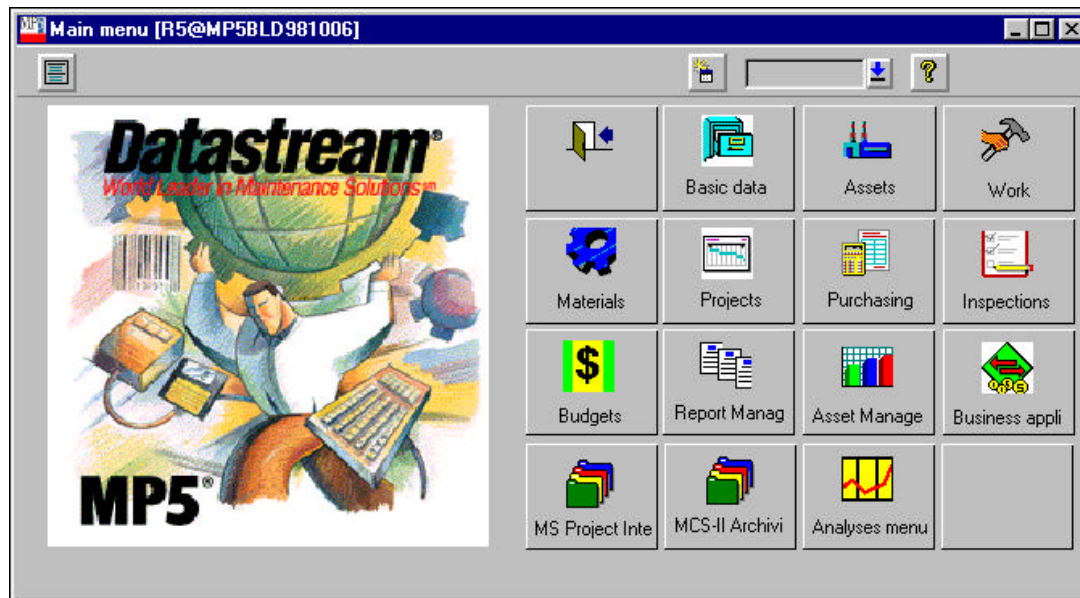 Main menu [R5@MP5BLD981006]
Datastream®
World Leader in Maintenance Solutions
Basic data
Assets
Work
Materials
Projects
Purchasing
Inspections
Budgets
Report Manag
Asset Manage
Business appli
MP5®
MS Project Inte
MCS-II Archivi
Analyses menu